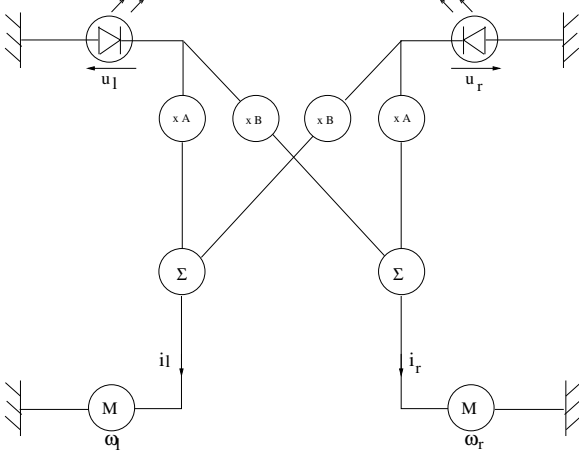 u_l u_r
x A x B x B x A
Σ Σ
i_l i_r
M M
ω_l ω_r